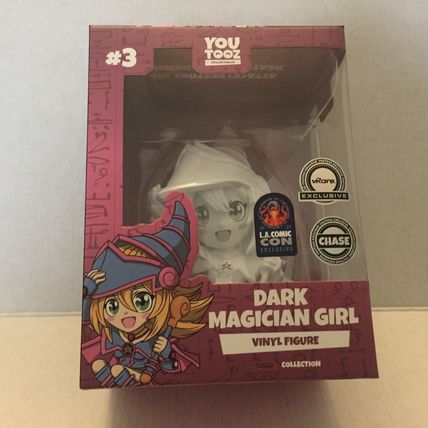 #3
YOU
TOOZ
COLLECTIBLES
vRare
EXCLUSIVE
L.A. COMIC
CON
EXCLUSIVE
CHASE
DARK
MAGICIAN GIRL
VINYL FIGURE
COLLECTION